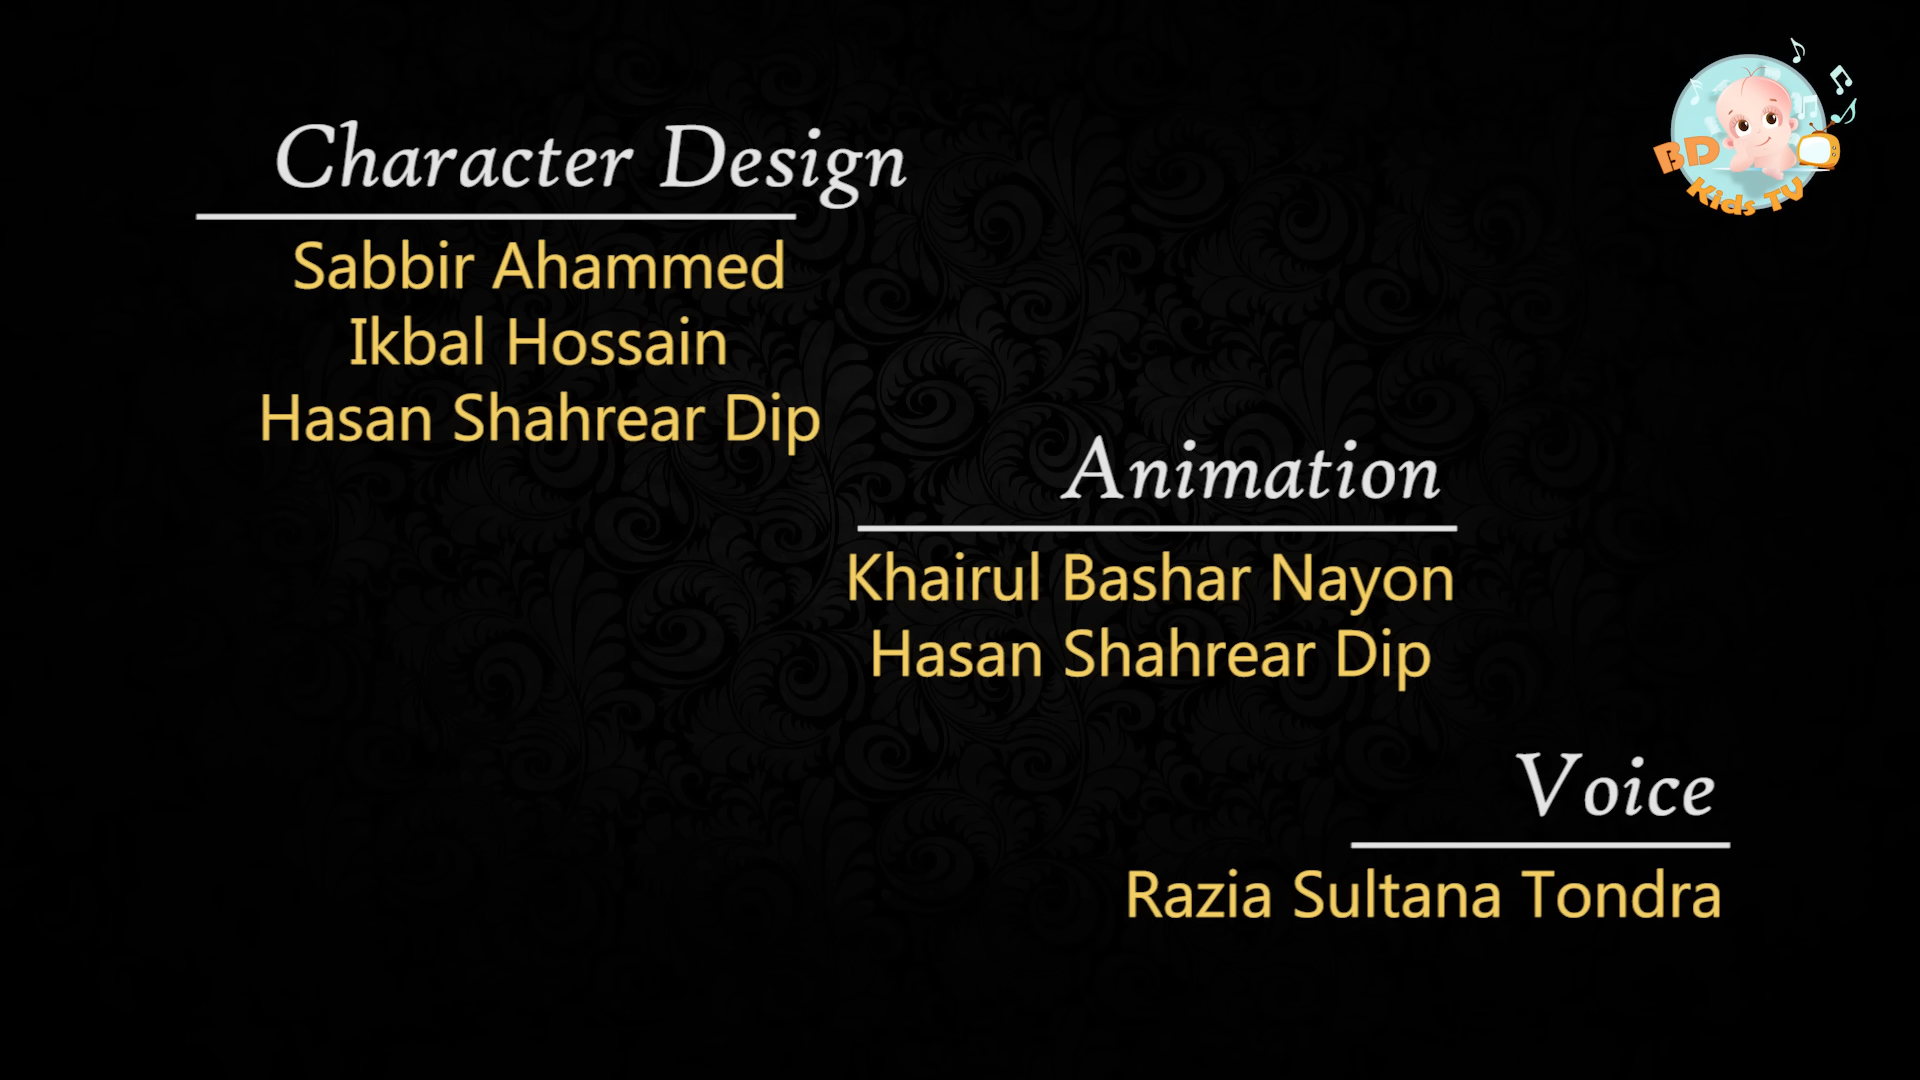 Character Design
Sabbir Ahammed
Ikbal Hossain
Hasan Shahrear Dip
Animation
Khairul Bashar Nayon
Hasan Shahrear Dip
Voice
Razia Sultana Tondra
BD
Kids TV